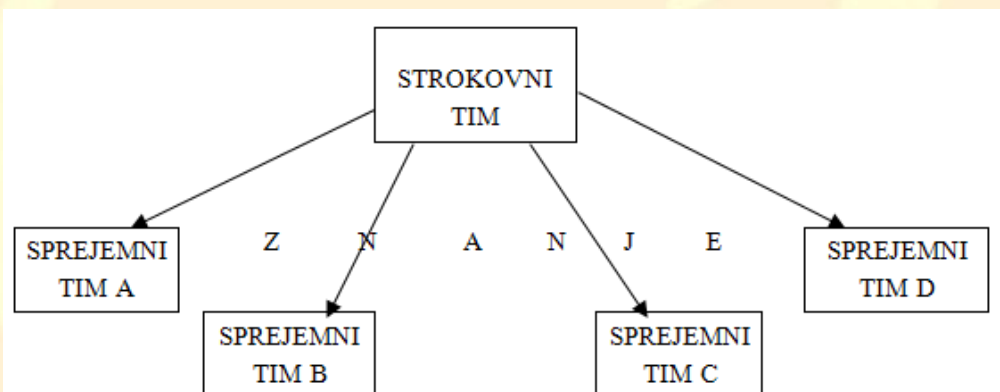 STROKOVNI
TIM
Z N A N J E
SPREJEMNI
TIM A
SPREJEMNI
TIM D
SPREJEMNI
TIM B
SPREJEMNI
TIM C